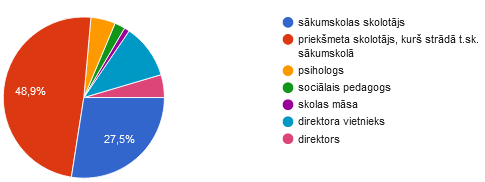 48,9%
27,5%
sākumskolas skolotājs
priekšmeta skolotājs, kurš strādā t.sk.
sākumskolā
psihologs
sociālais pedagogs
skolas māsa
direktora vietnieks
direktors